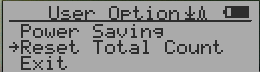 User Option
Power Saving
→Reset Total Count
Exit